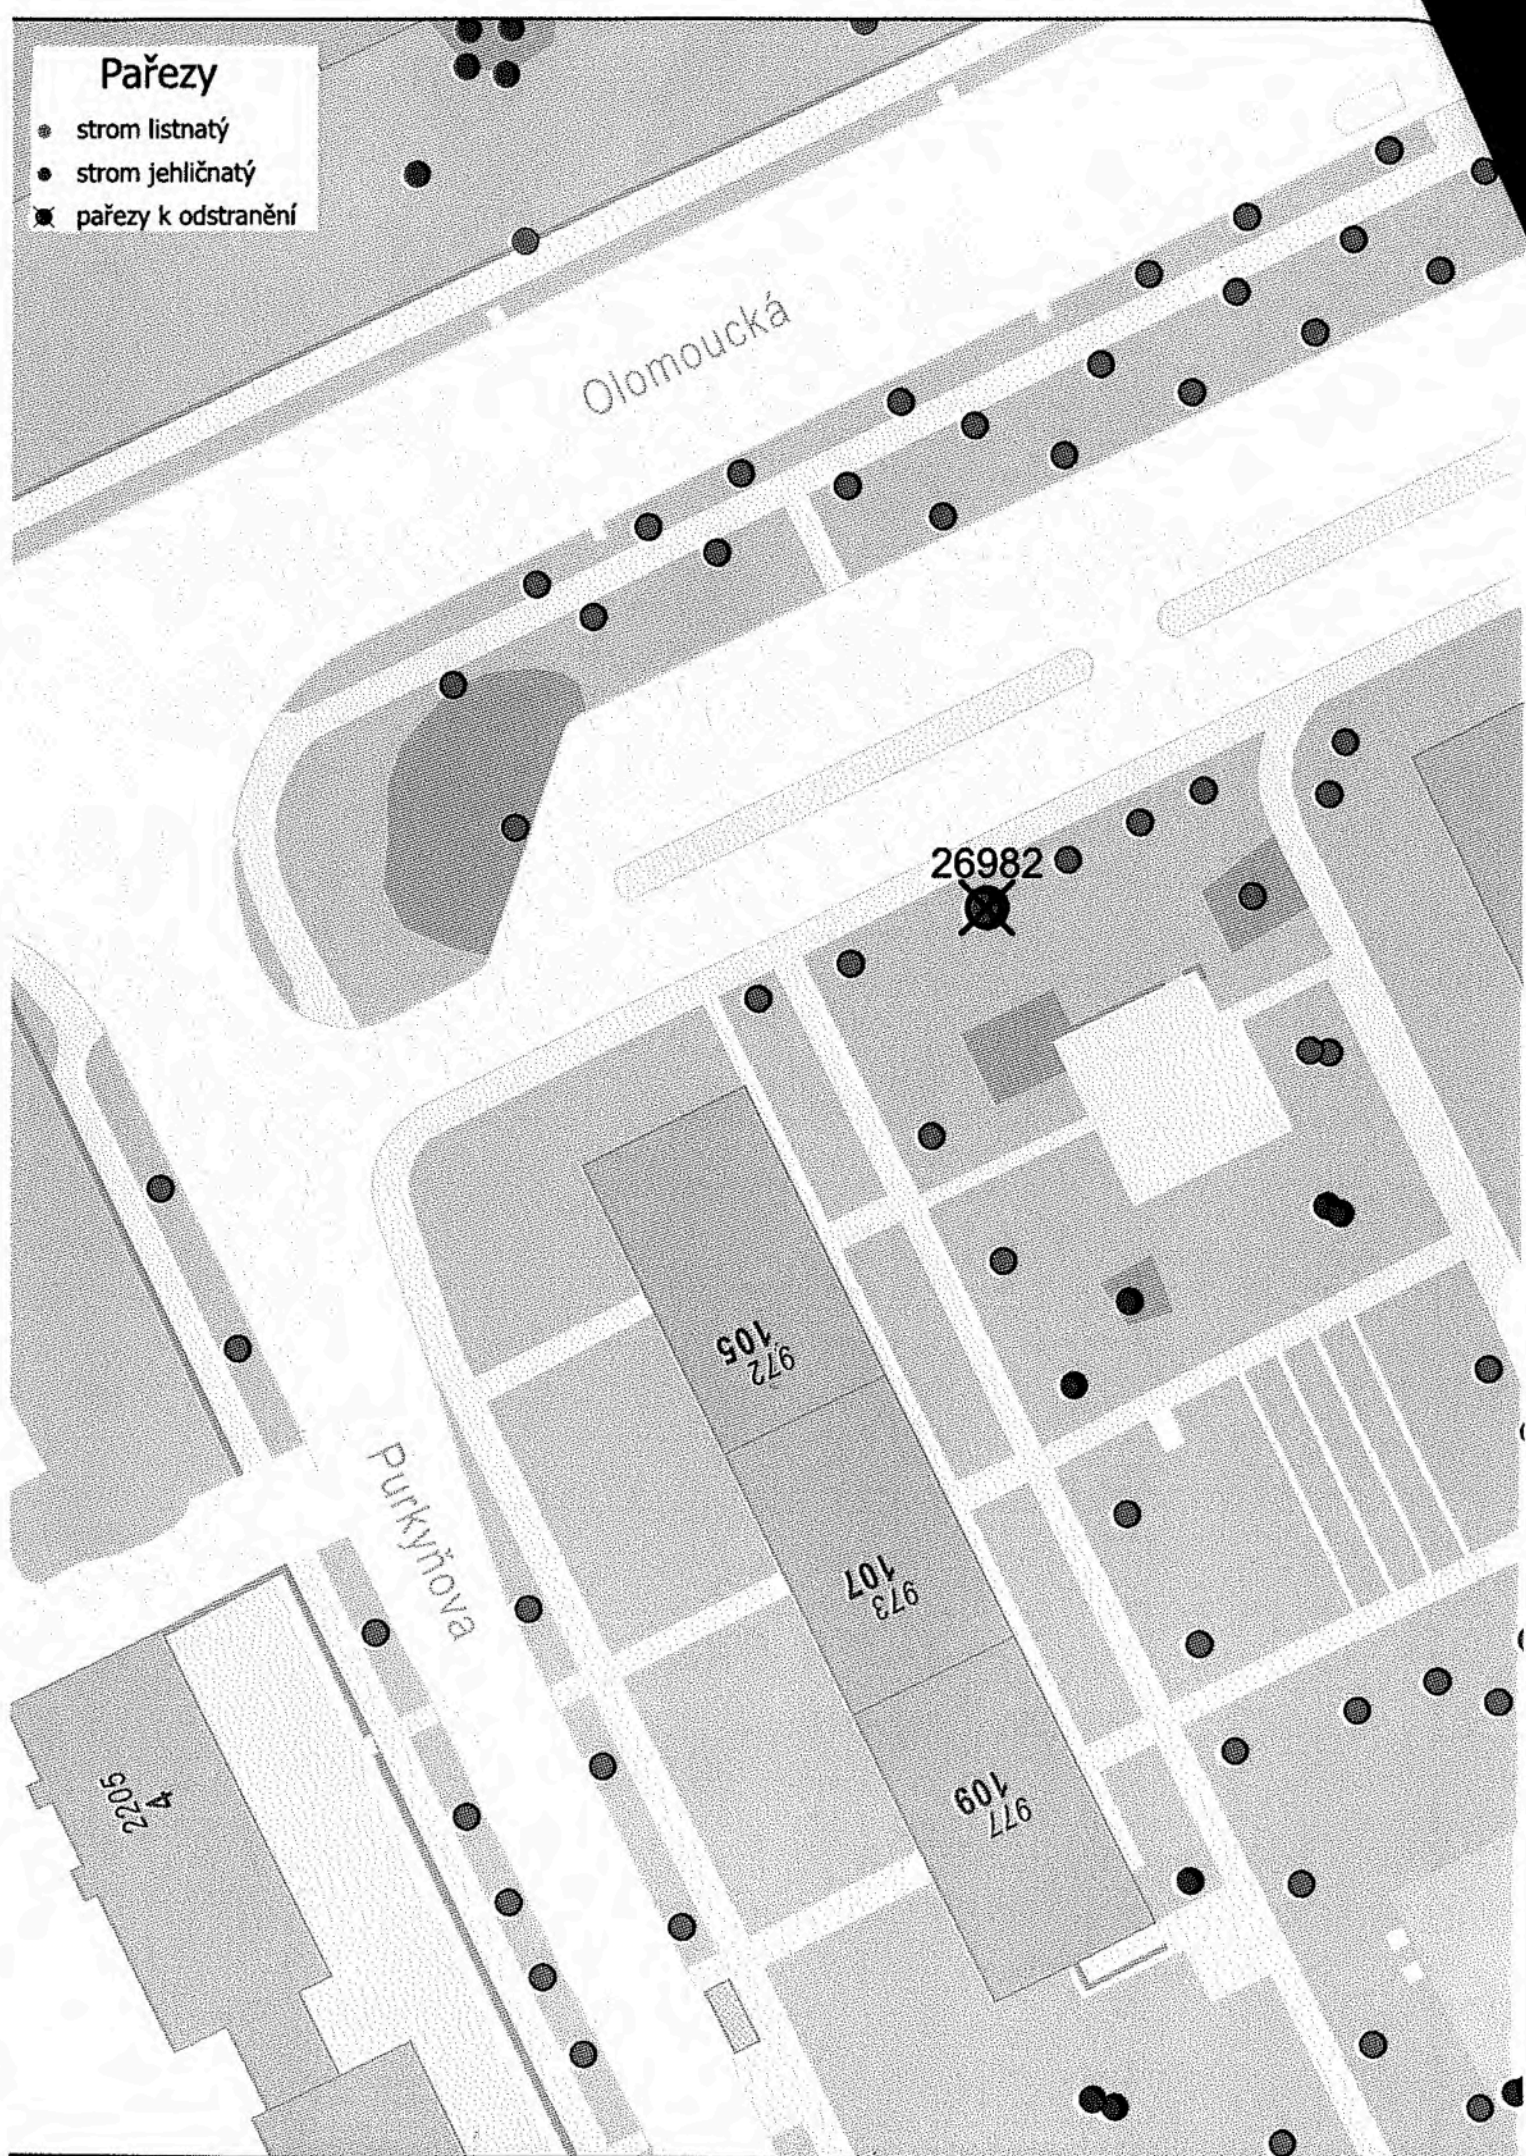 Pařezy
strom listnatý
strom jehličnatý
pařezy k odstranění
Olomoucká
26982
105
972
Purkyňova
107
973
109
977
2205
4